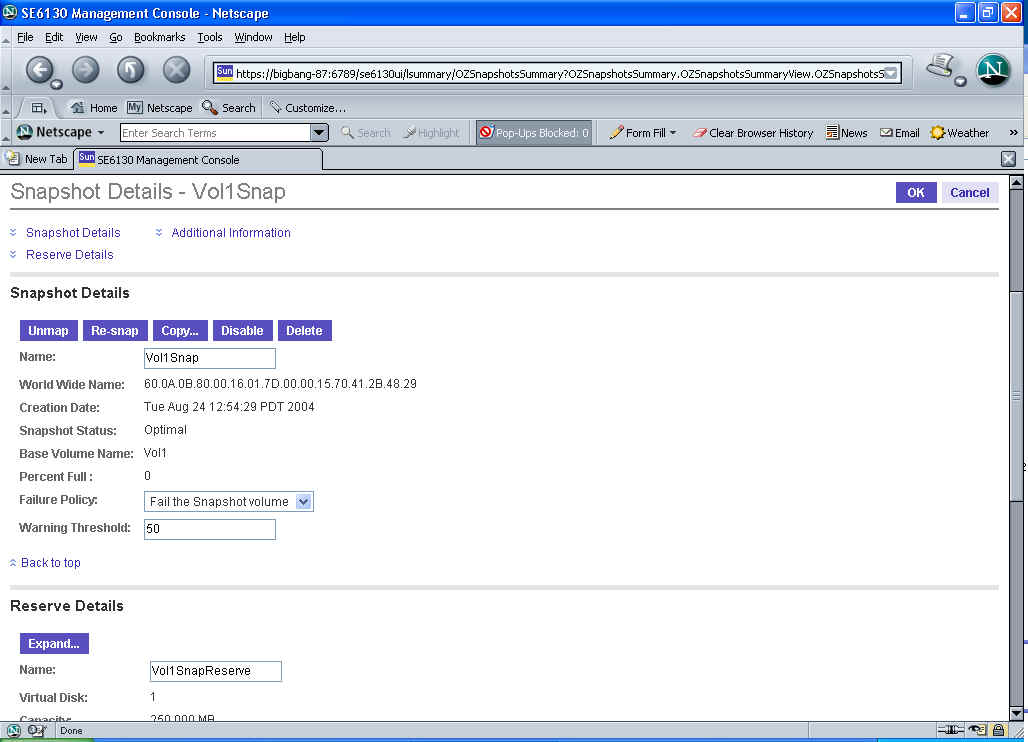 SE6130 Management Console - Netscape
File Edit View Go Bookmarks Tools Window Help
Sun https://bigbang-87:6789/se6130ui/lsummary/OZSnapshotsSummary?OZSnapshotsSummary.OZSnapshotsSummaryView.OZSnapshotsS N
Home My Netscape Search Customize...
N Netscape Enter Search Terms Search Highlight Pop-Ups Blocked: 0 Form Fill Clear Browser History News Email Weather »
New Tab Sun SE6130 Management Console
Snapshot Details - Vol1Snap OK Cancel
Snapshot Details Additional Information
Reserve Details
Snapshot Details
Unmap Re-snap Copy... Disable Delete
Name: Vol1Snap
World Wide Name: 60.0A.0B.80.00.16.01.7D.00.00.15.70.41.2B.48.29
Creation Date: Tue Aug 24 12:54:29 PDT 2004
Snapshot Status: Optimal
Base Volume Name: Vol1
Percent Full : 0
Failure Policy: Fail the Snapshot volume
Warning Threshold: 50
Back to top
Reserve Details
Expand...
Name: Vol1SnapReserve
Virtual Disk: 1
Capacity: 250.000 MB
Done